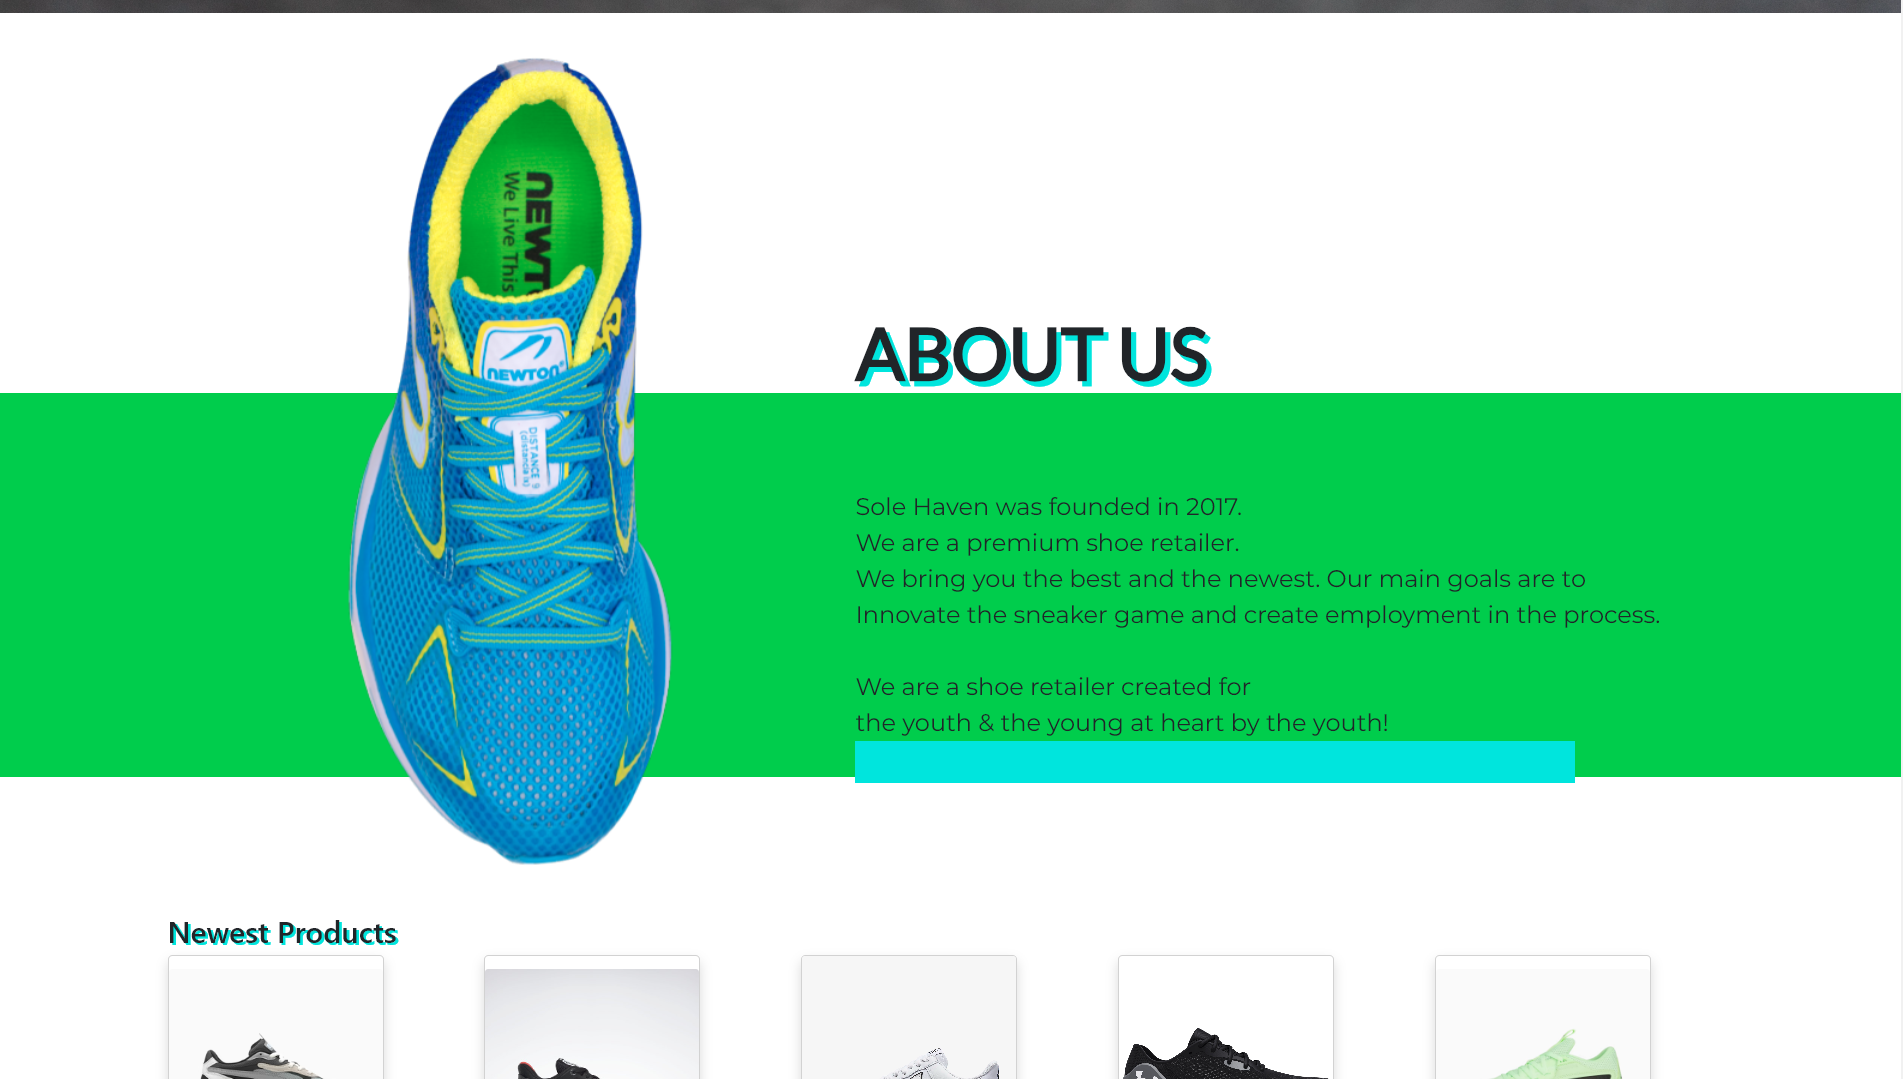 NEWT
We Live This
NEWTON®
DISTANCE 9
ABOUT US
Sole Haven was founded in 2017.
We are a premium shoe retailer.
We bring you the best and the newest. Our main goals are to
Innovate the sneaker game and create employment in the process.
We are a shoe retailer created for
the youth & the young at heart by the youth!
Newest Products